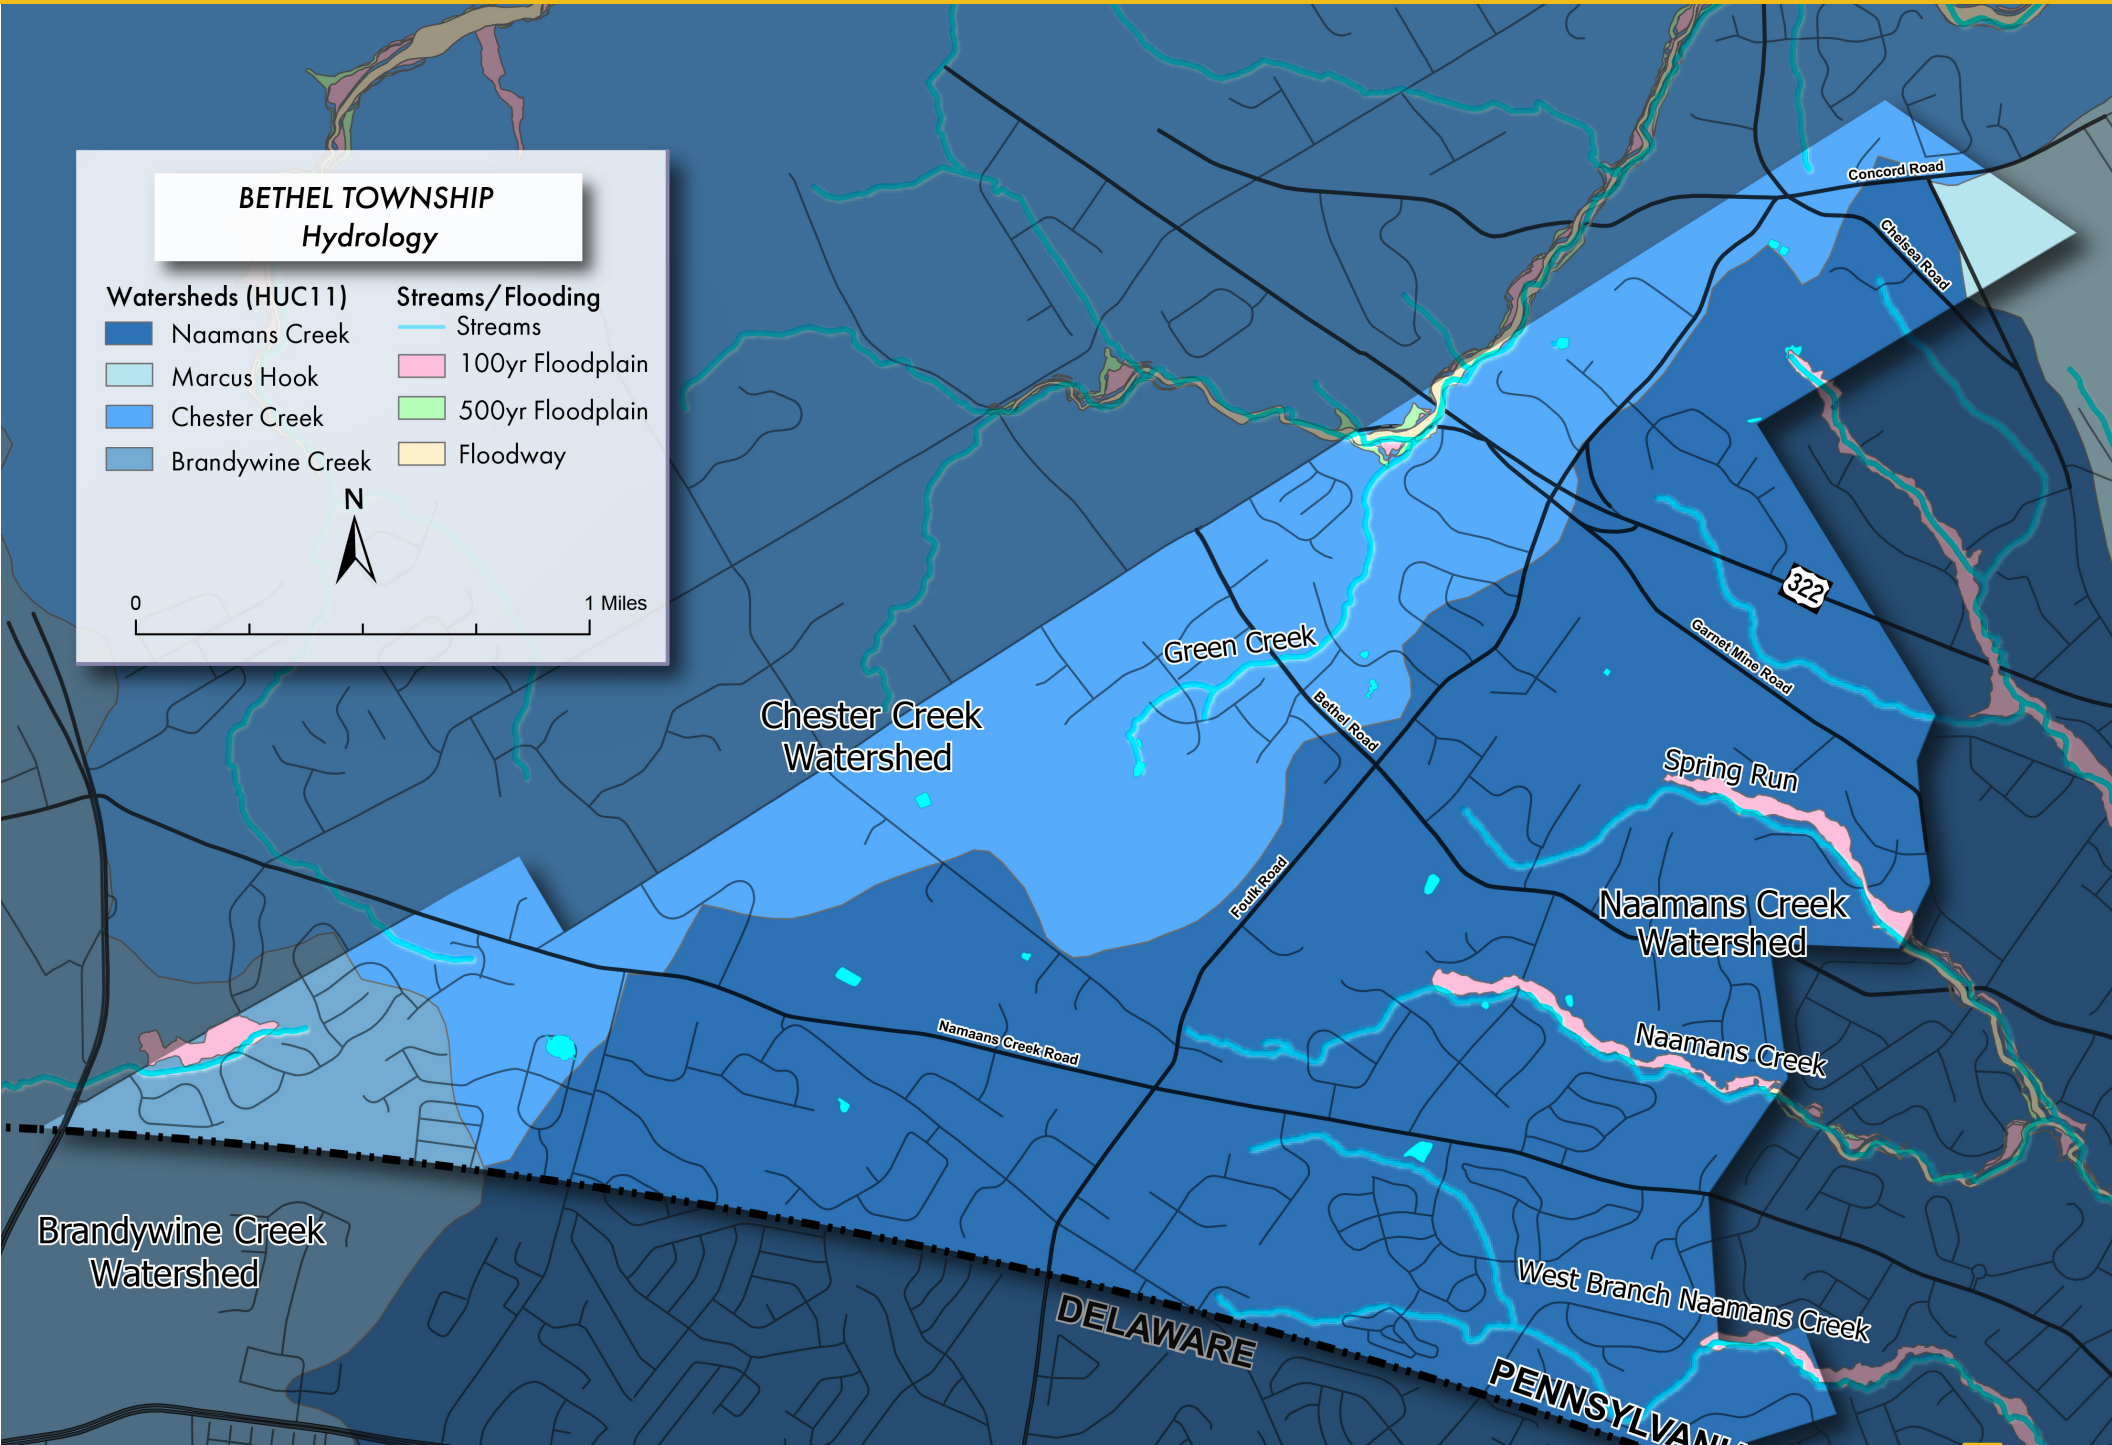 BETHEL TOWNSHIP
Hydrology
Watersheds (HUC11)
Naamans Creek
Marcus Hook
Chester Creek
Brandywine Creek
Streams/Flooding
Streams
100yr Floodplain
500yr Floodplain
Floodway
N
0
1 Miles
Concord Road
Chelsea Road
322
Garnet Mine Road
Green Creek
Bethel Road
Chester Creek
Watershed
Spring Run
Foulk Road
Naamans Creek
Watershed
Namaans Creek Road
Naamans Creek
Brandywine Creek
Watershed
West Branch Naamans Creek
DELAWARE
PENNSYLVANI